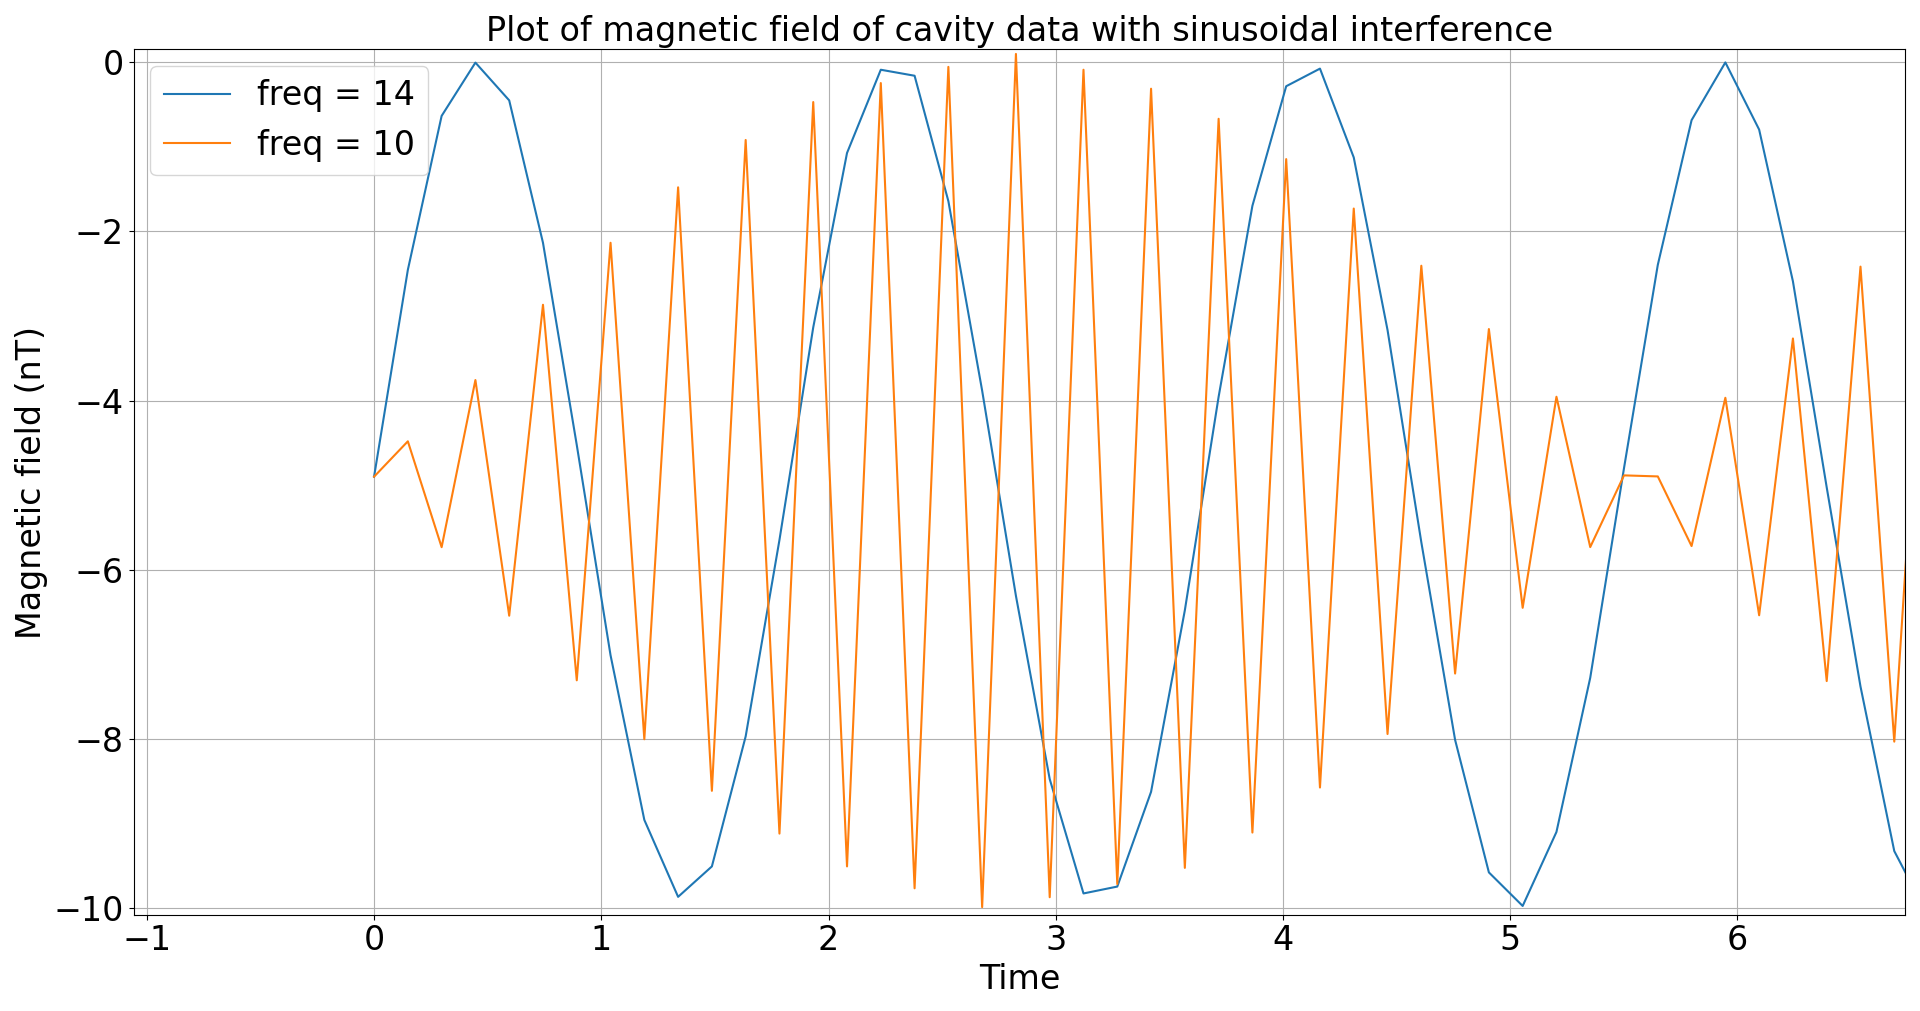 Plot of magnetic field of cavity data with sinusoidal interference
freq = 14
freq = 10
Magnetic field (nT)
0
−2
−4
−6
−8
−10
−1 0 1 2 3 4 5 6
Time